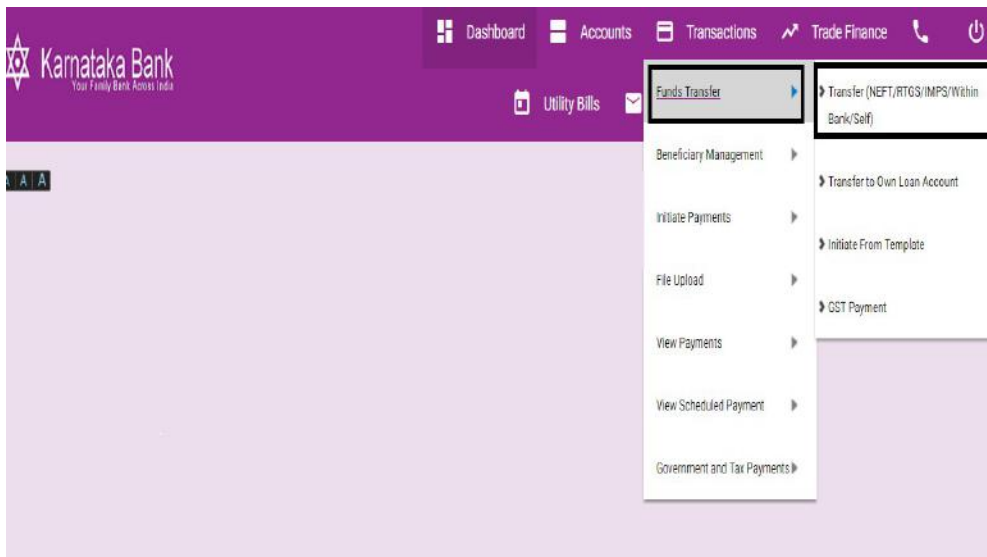 Dashboard
Accounts
Transactions
Trade Finance
Karnataka Bank
Your Family Bank Across India
Utility Bills
Funds Transfer
Transfer (NEFT/RTGS/IMPS/Within
Bank/Self)
Beneficiary Management
A A
Transfer to Own Loan Account
Initiate Payments
Initiate From Template
File Upload
GST Payment
View Payments
View Scheduled Payment
Government and Tax Payments